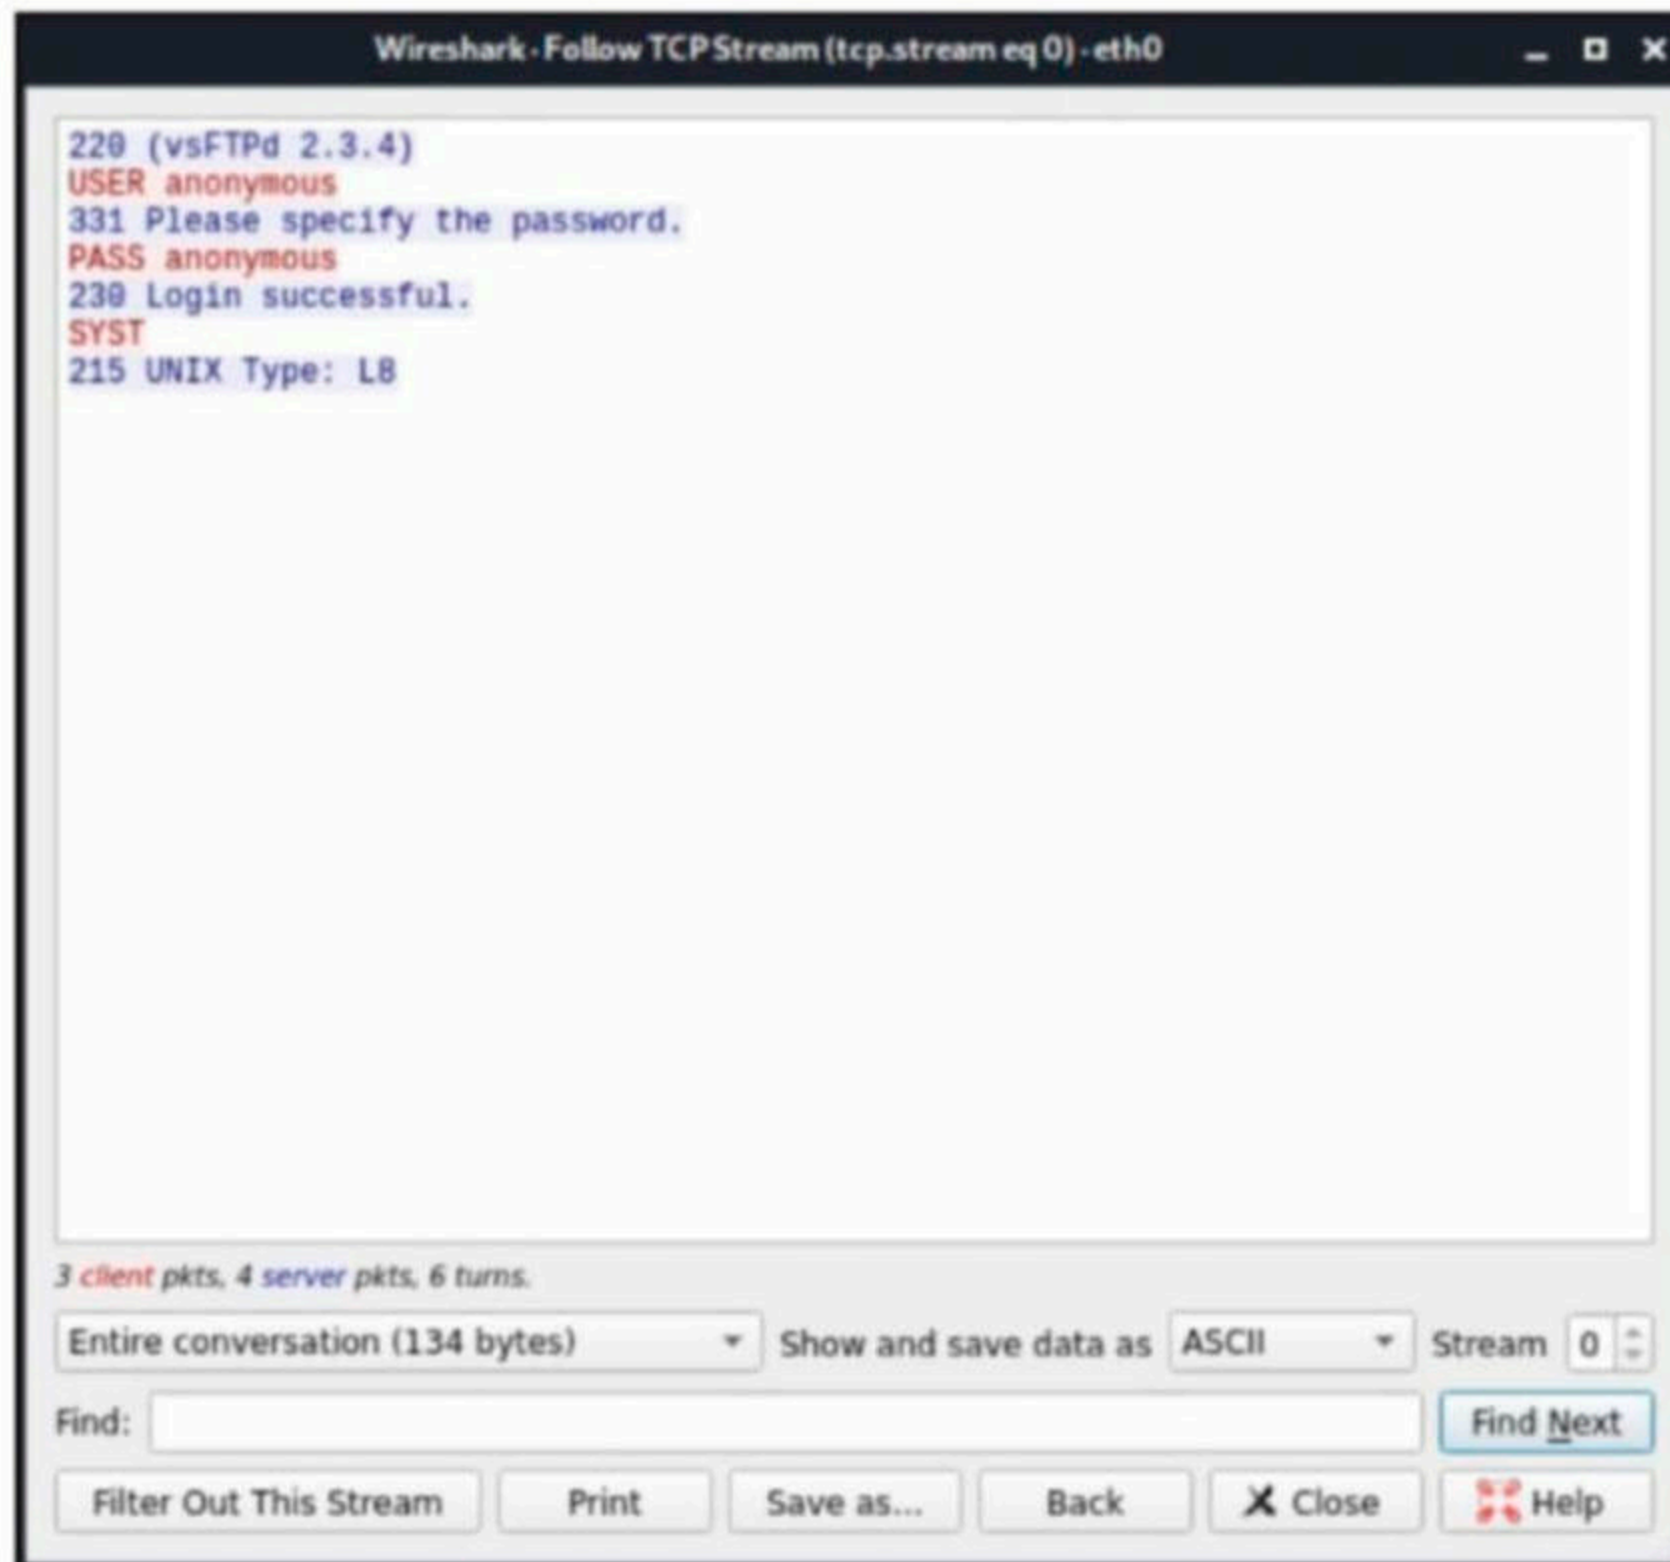 Wireshark · Follow TCP Stream (tcp.stream eq 0) · eth0
220 (vsFTPd 2.3.4)
USER anonymous
331 Please specify the password.
PASS anonymous
230 Login successful.
SYST
215 UNIX Type: L8
3 client pkts, 4 server pkts, 6 turns.
Entire conversation (134 bytes) Show and save data as ASCII Stream 0
Find: Find Next
Filter Out This Stream Print Save as... Back Close Help